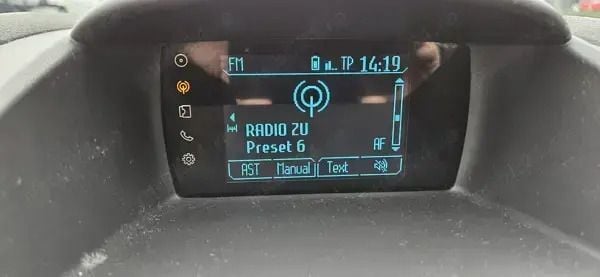 FM TP 14:19
RADIO ZU
Preset 6 AF
AST Manual Text